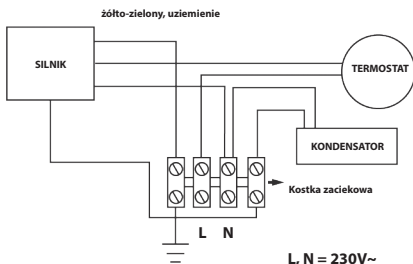 żółto-zielony, uziemienie
SILNIK
TERMOSTAT
KONDENSATOR
Kostka zaciekowa
L N
L, N = 230V~